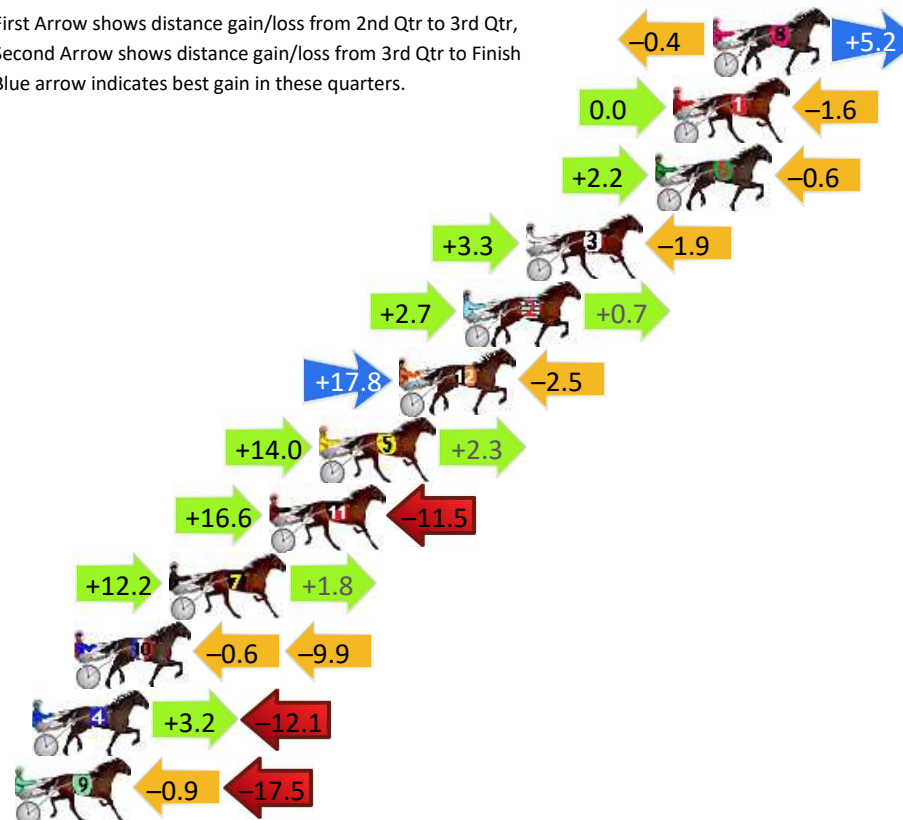 First Arrow shows distance gain/loss from 2nd Qtr to 3rd Qtr,
Second Arrow shows distance gain/loss from 3rd Qtr to Finish
Blue arrow indicates best gain in these quarters.
–0.4 8 +5.2
0.0 1 –1.6
+2.2 6 –0.6
+3.3 3 –1.9
+2.7 2 +0.7
+17.8 12 –2.5
+14.0 5 +2.3
+16.6 11 –11.5
+12.2 7 +1.8
10 –0.6 –9.9
4 +3.2 –12.1
9 –0.9 –17.5